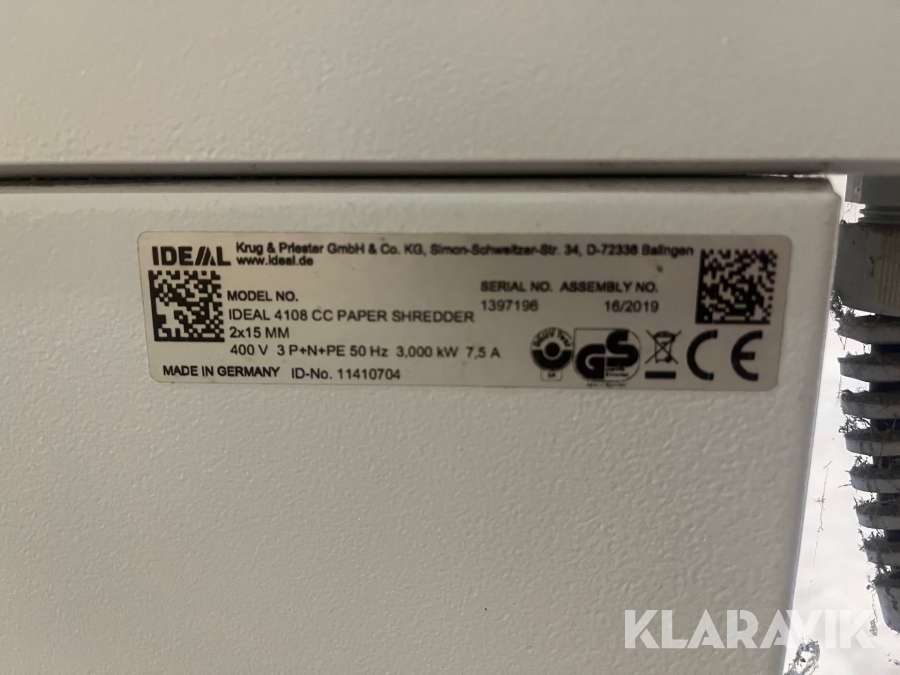 IDEAL Krug & Priester GmbH & Co. KG, Simon-Schweitzer-Str. 34, D-72336 Balingen
www.ideal.de
SERIAL NO. ASSEMBLY NO.
MODEL NO. 1397196 16/2019
IDEAL 4108 CC PAPER SHREDDER
2x15 MM
400 V 3 P+N+PE 50 Hz 3,000 kW 7,5 A
MADE IN GERMANY ID-No. 11410704
GS
CE
KLARAVIK